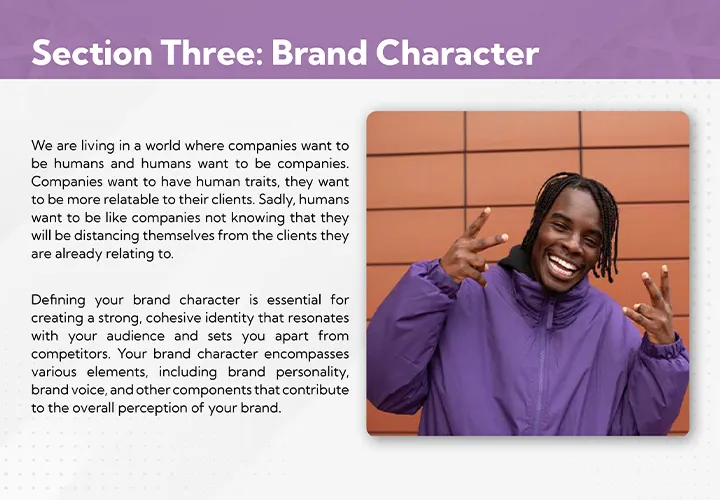 Section Three: Brand Character
We are living in a world where companies want to
be humans and humans want to be companies.
Companies want to have human traits, they want
to be more relatable to their clients. Sadly, humans
want to be like companies not knowing that they
will be distancing themselves from the clients they
are already relating to.
Defining your brand character is essential for
creating a strong, cohesive identity that resonates
with your audience and sets you apart from
competitors. Your brand character encompasses
various elements, including brand personality,
brand voice, and other components that contribute
to the overall perception of your brand.